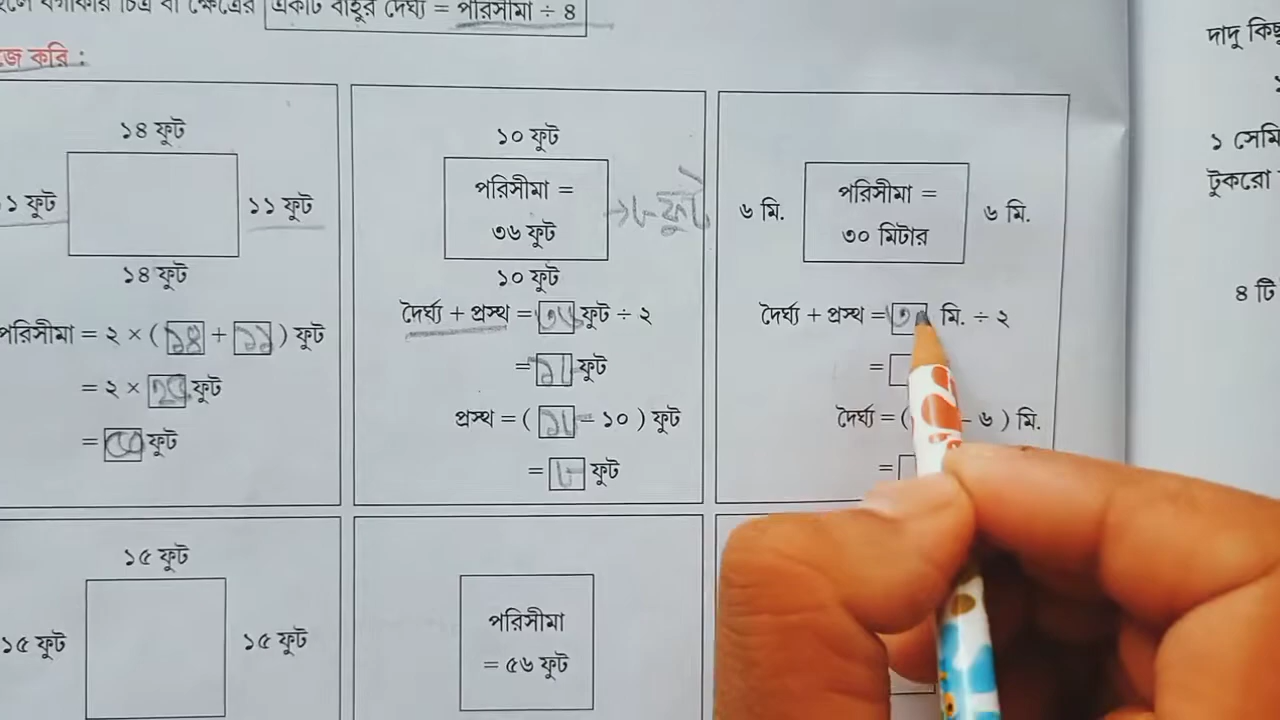 একটি বাহুর দৈর্ঘ্য = পরিসীমা ÷ ৪
করি :
১৪ ফুট
১ ফুট
১১ ফুট
১৪ ফুট
পরিসীমা = ২ × ( ১৪ + ১১ ) ফুট
= ২ × ২৫ ফুট
= ৫০ ফুট
১০ ফুট
পরিসীমা =
৩৬ ফুট
→ ৮ ফুট
১০ ফুট
দৈর্ঘ্য + প্রস্থ = ৩৬ ফুট ÷ ২
= ১৮ ফুট
প্রস্থ = ( ১৮ – ১০ ) ফুট
= ৮ ফুট
৬ মি.
পরিসীমা =
৩০ মিটার
৬ মি.
দৈর্ঘ্য + প্রস্থ = ৩০ মি. ÷ ২
=
দৈর্ঘ্য = ( – ৬ ) মি.
=
১৫ ফুট
১৫ ফুট
১৫ ফুট
পরিসীমা
= ৫৬ ফুট
দাদু
১ সেমি
টুকরো
৪ টি